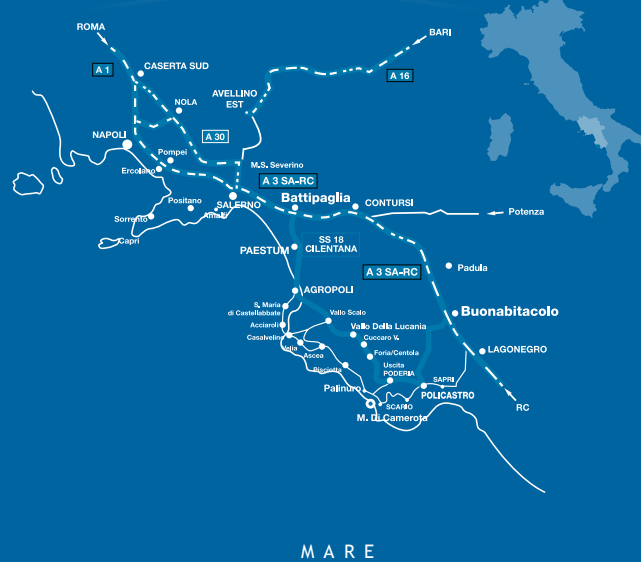 ROMA
BARI
A 1
CASERTA SUD
A 16
AVELLINO
EST
NOLA
NAPOLI
A 30
Pompei
M.S. Severino
Ercolano
A 3 SA-RC
Battipaglia
CONTURSI
Positano
SALERNO
Amalfi
Potenza
Sorrento
Capri
SS 18
CILENTANA
PAESTUM
A 3 SA-RC
Padula
AGROPOLI
S. Maria
di Castellabbate
Vallo Scalo
Buonabitacolo
Acciaroli
Vallo Della Lucania
Casalvelino
Cuccaro V.
Velia
Ascea
Foria/Centola
LAGONEGRO
Pisciotta
Uscita
PODERIA
SAPRI
Palinuro
POLICASTRO
SCARIO
RC
M. Di Camerota
MARE